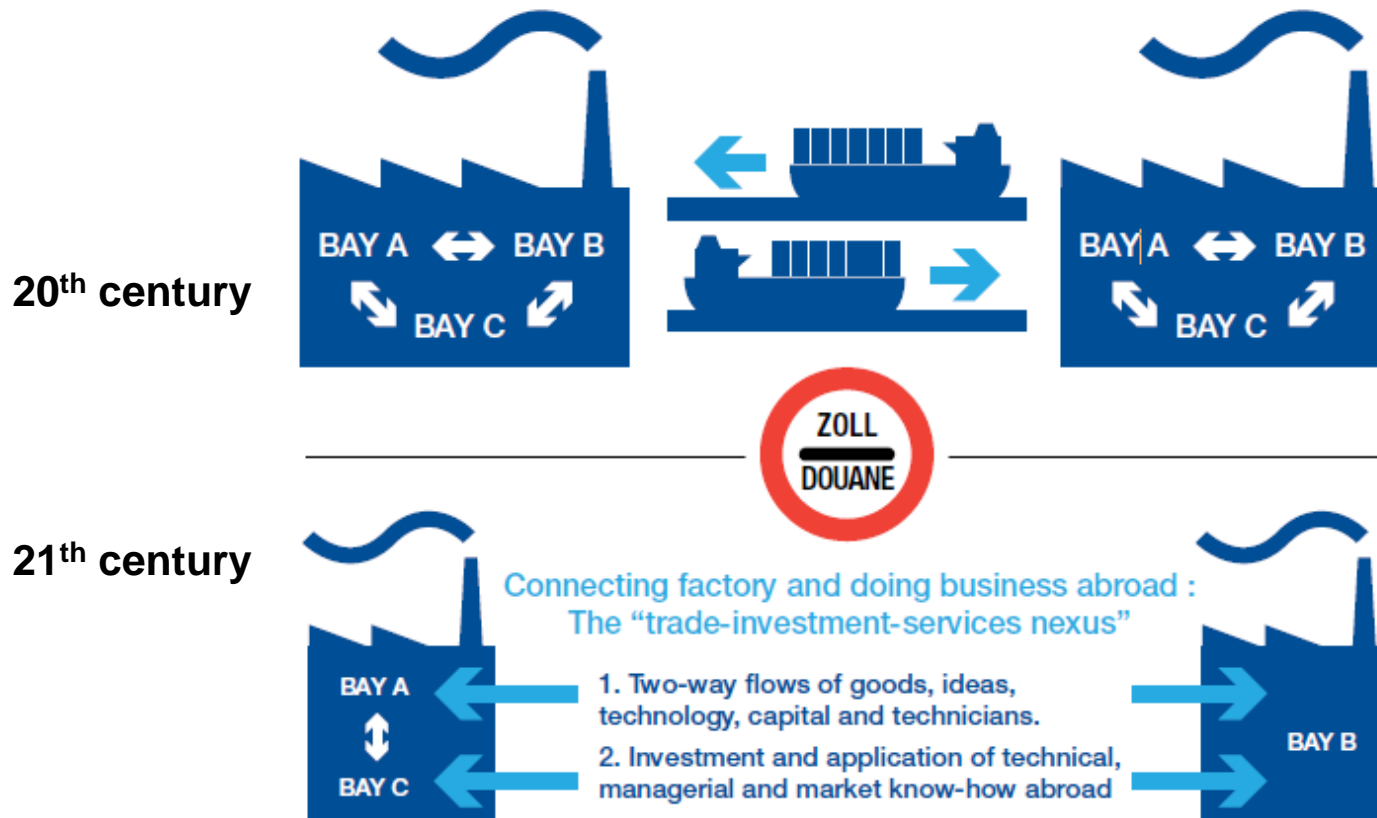 BAY A BAY B
BAY C
BAY A BAY B
BAY C
20th century
ZOLL
DOUANE
21th century
Connecting factory and doing business abroad :
The “trade-investment-services nexus”
BAY A
BAY C
1. Two-way flows of goods, ideas,
technology, capital and technicians.
2. Investment and application of technical,
managerial and market know-how abroad
BAY B